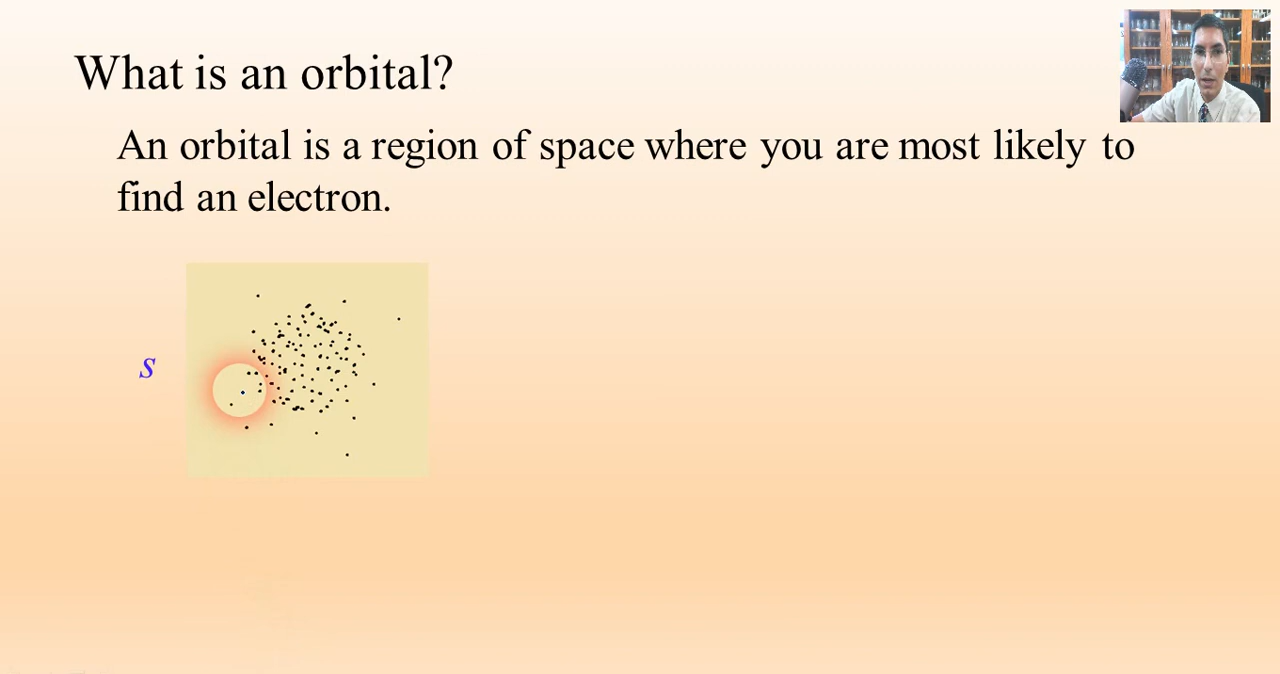 What is an orbital?
An orbital is a region of space where you are most likely to
find an electron.
s